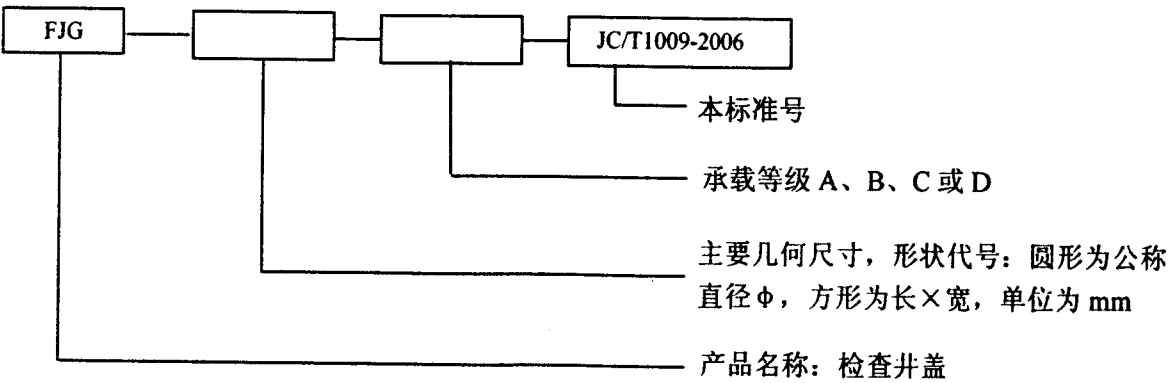 FJG
JC/T1009-2006
本标准号
承载等级 A、B、C 或 D
主要几何尺寸，形状代号：圆形为公称
直径 φ，方形为长×宽，单位为 mm
产品名称：检查井盖